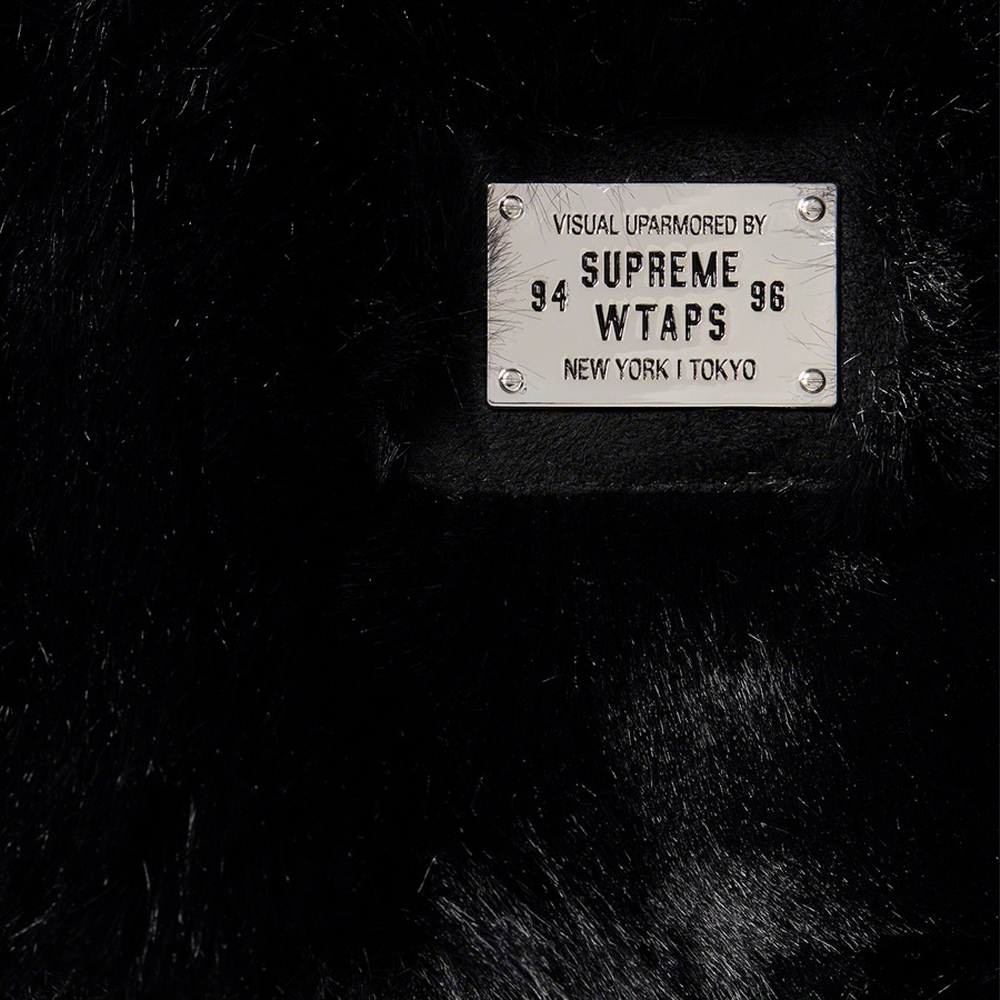 VISUAL UPARMORED BY
SUPREME
94 96
WTAPS
NEW YORK | TOKYO